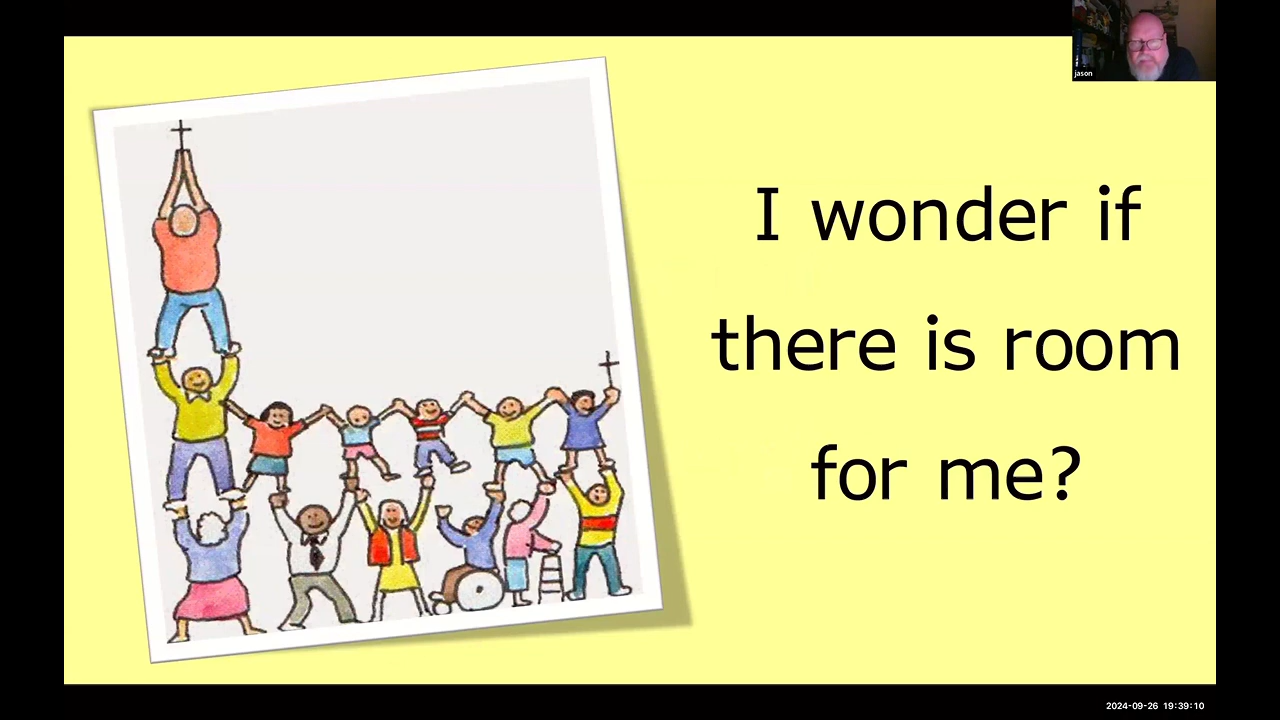 jason
I wonder if
there is room
for me?
2024-09-26 19:39:10